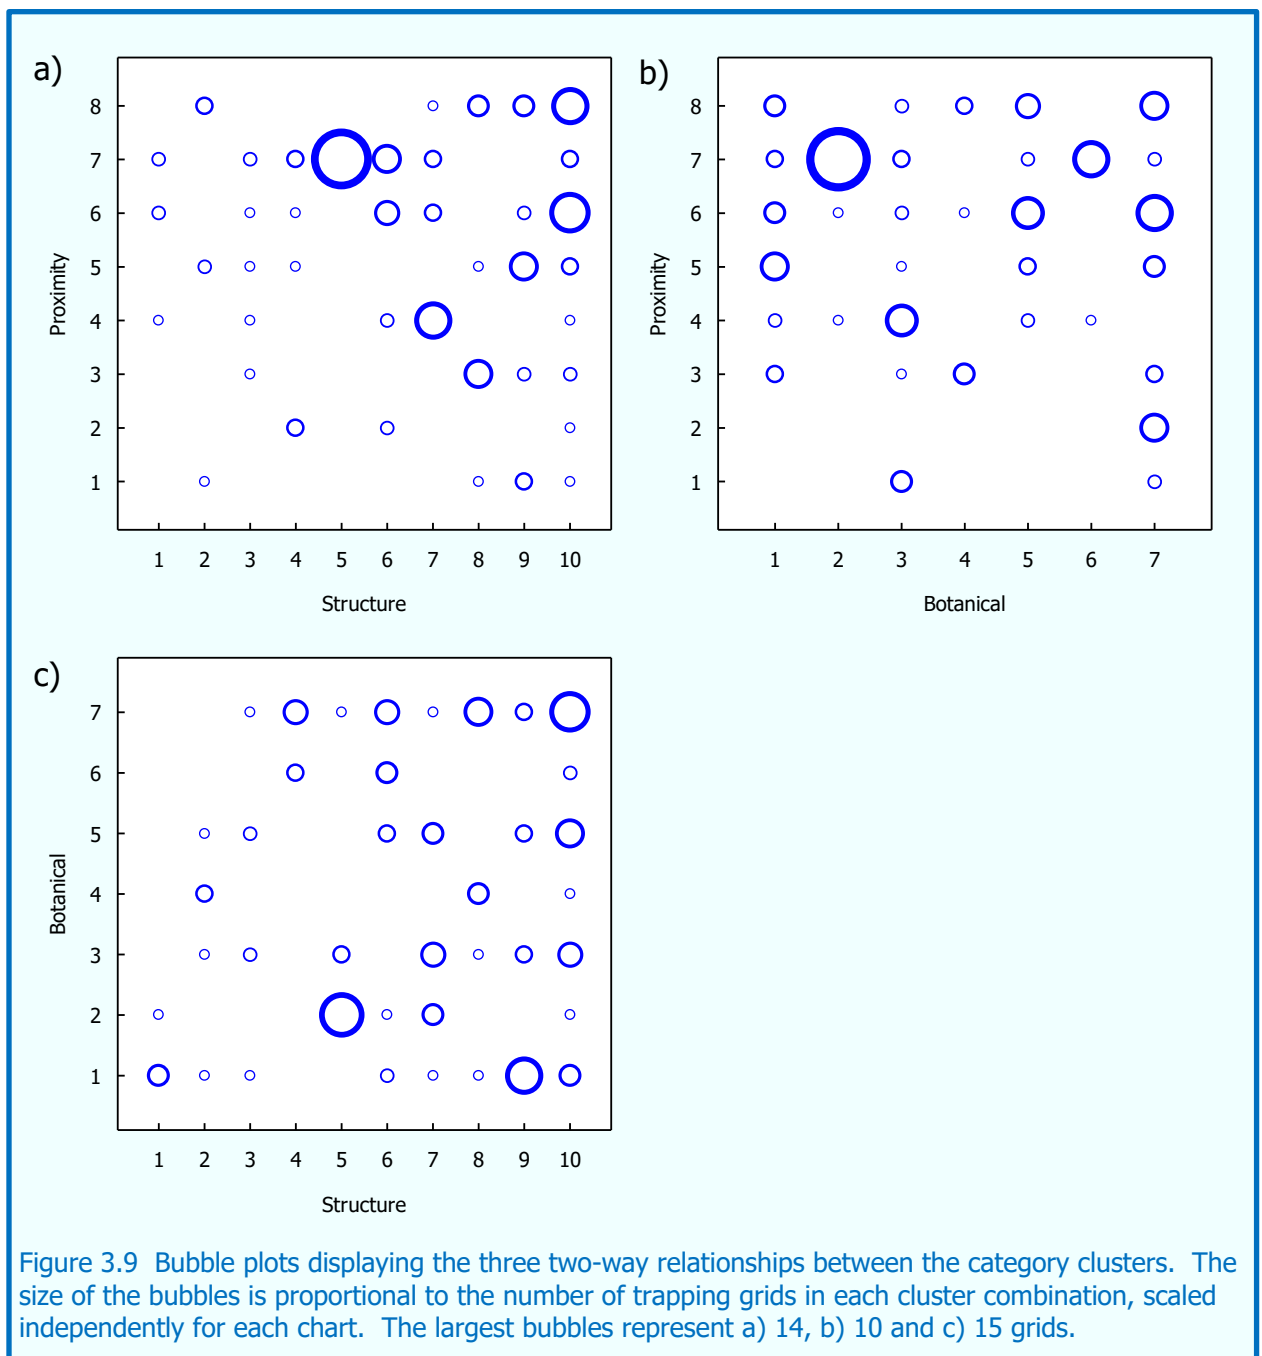 a)
8
7
6
5
4
3
2
1
Proximity
1 2 3 4 5 6 7 8 9 10
Structure
b)
8
7
6
5
4
3
2
1
Proximity
1 2 3 4 5 6 7
Botanical
c)
7
6
5
4
3
2
1
Botanical
1 2 3 4 5 6 7 8 9 10
Structure
Figure 3.9 Bubble plots displaying the three two-way relationships between the category clusters. The
size of the bubbles is proportional to the number of trapping grids in each cluster combination, scaled
independently for each chart. The largest bubbles represent a) 14, b) 10 and c) 15 grids.